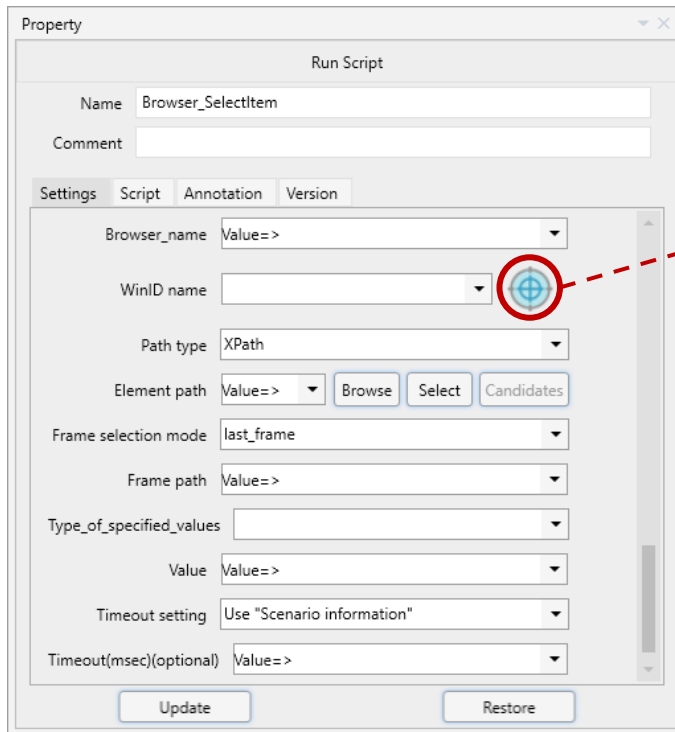 Property
Run Script
Name Browser_SelectItem
Comment
Settings Script Annotation Version
Browser_name Value=>
WinID name
Path type XPath
Element path Value=> Browse Select Candidates
Frame selection mode last_frame
Frame path Value=>
Type_of_specified_values
Value Value=>
Timeout setting Use "Scenario information"
Timeout(msec)(optional) Value=>
Update Restore